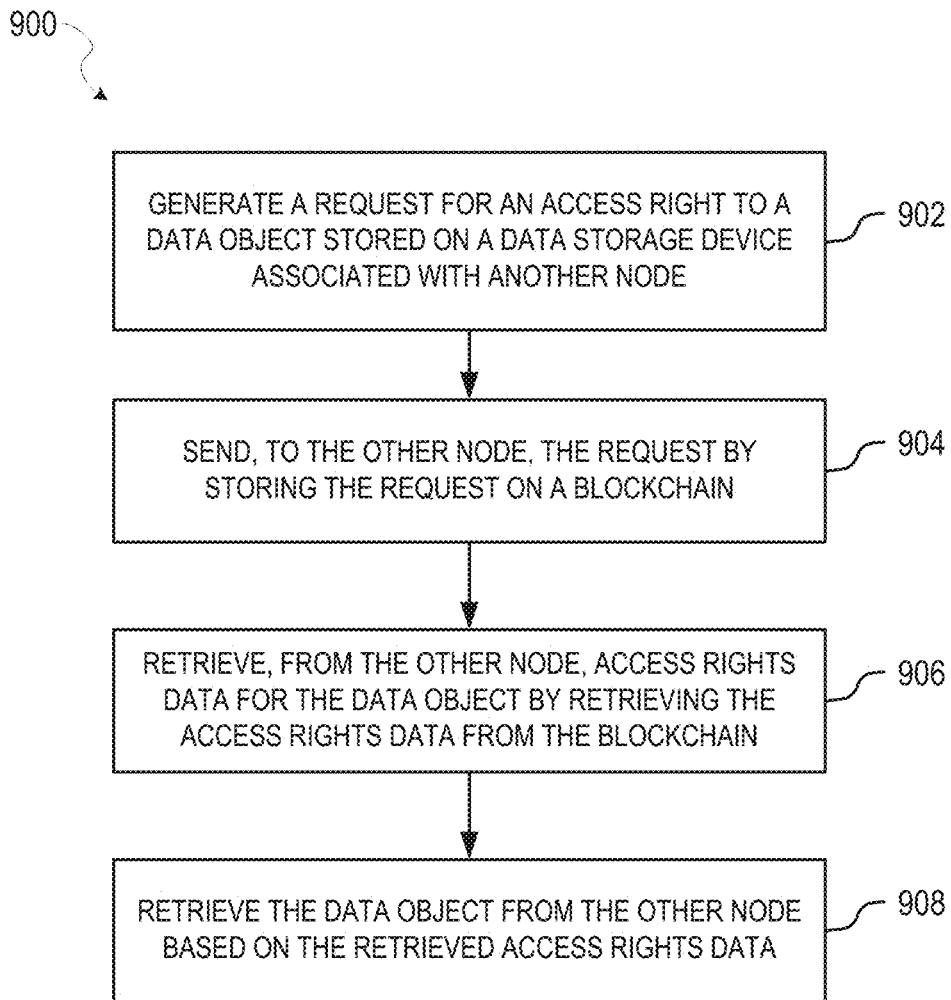 900
GENERATE A REQUEST FOR AN ACCESS RIGHT TO A
DATA OBJECT STORED ON A DATA STORAGE DEVICE
ASSOCIATED WITH ANOTHER NODE
902
SEND, TO THE OTHER NODE, THE REQUEST BY
STORING THE REQUEST ON A BLOCKCHAIN
904
RETRIEVE, FROM THE OTHER NODE, ACCESS RIGHTS
DATA FOR THE DATA OBJECT BY RETRIEVING THE
ACCESS RIGHTS DATA FROM THE BLOCKCHAIN
906
RETRIEVE THE DATA OBJECT FROM THE OTHER NODE
BASED ON THE RETRIEVED ACCESS RIGHTS DATA
908